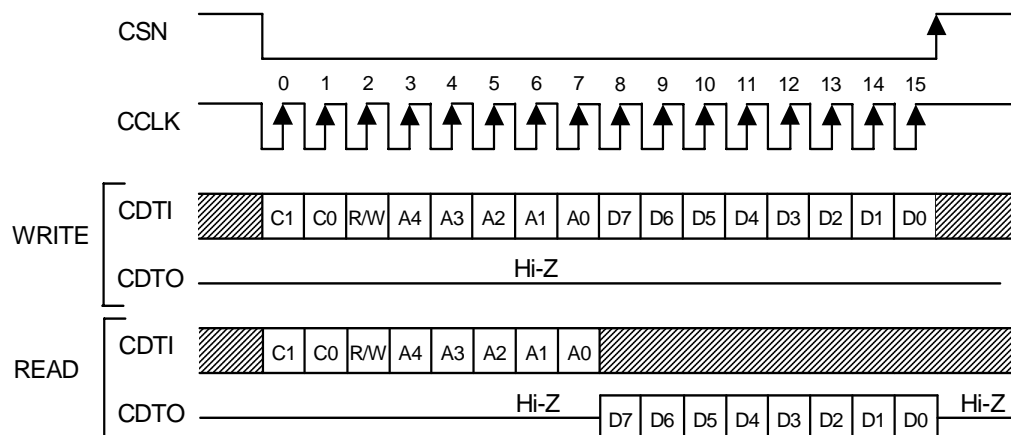 CSN
0 1 2 3 4 5 6 7 8 9 10 11 12 13 14 15
CCLK
WRITE
CDTI
C1 C0 R/W A4 A3 A2 A1 A0 D7 D6 D5 D4 D3 D2 D1 D0
CDTO
Hi-Z
READ
CDTI
C1 C0 R/W A4 A3 A2 A1 A0
CDTO
Hi-Z
D7 D6 D5 D4 D3 D2 D1 D0
Hi-Z